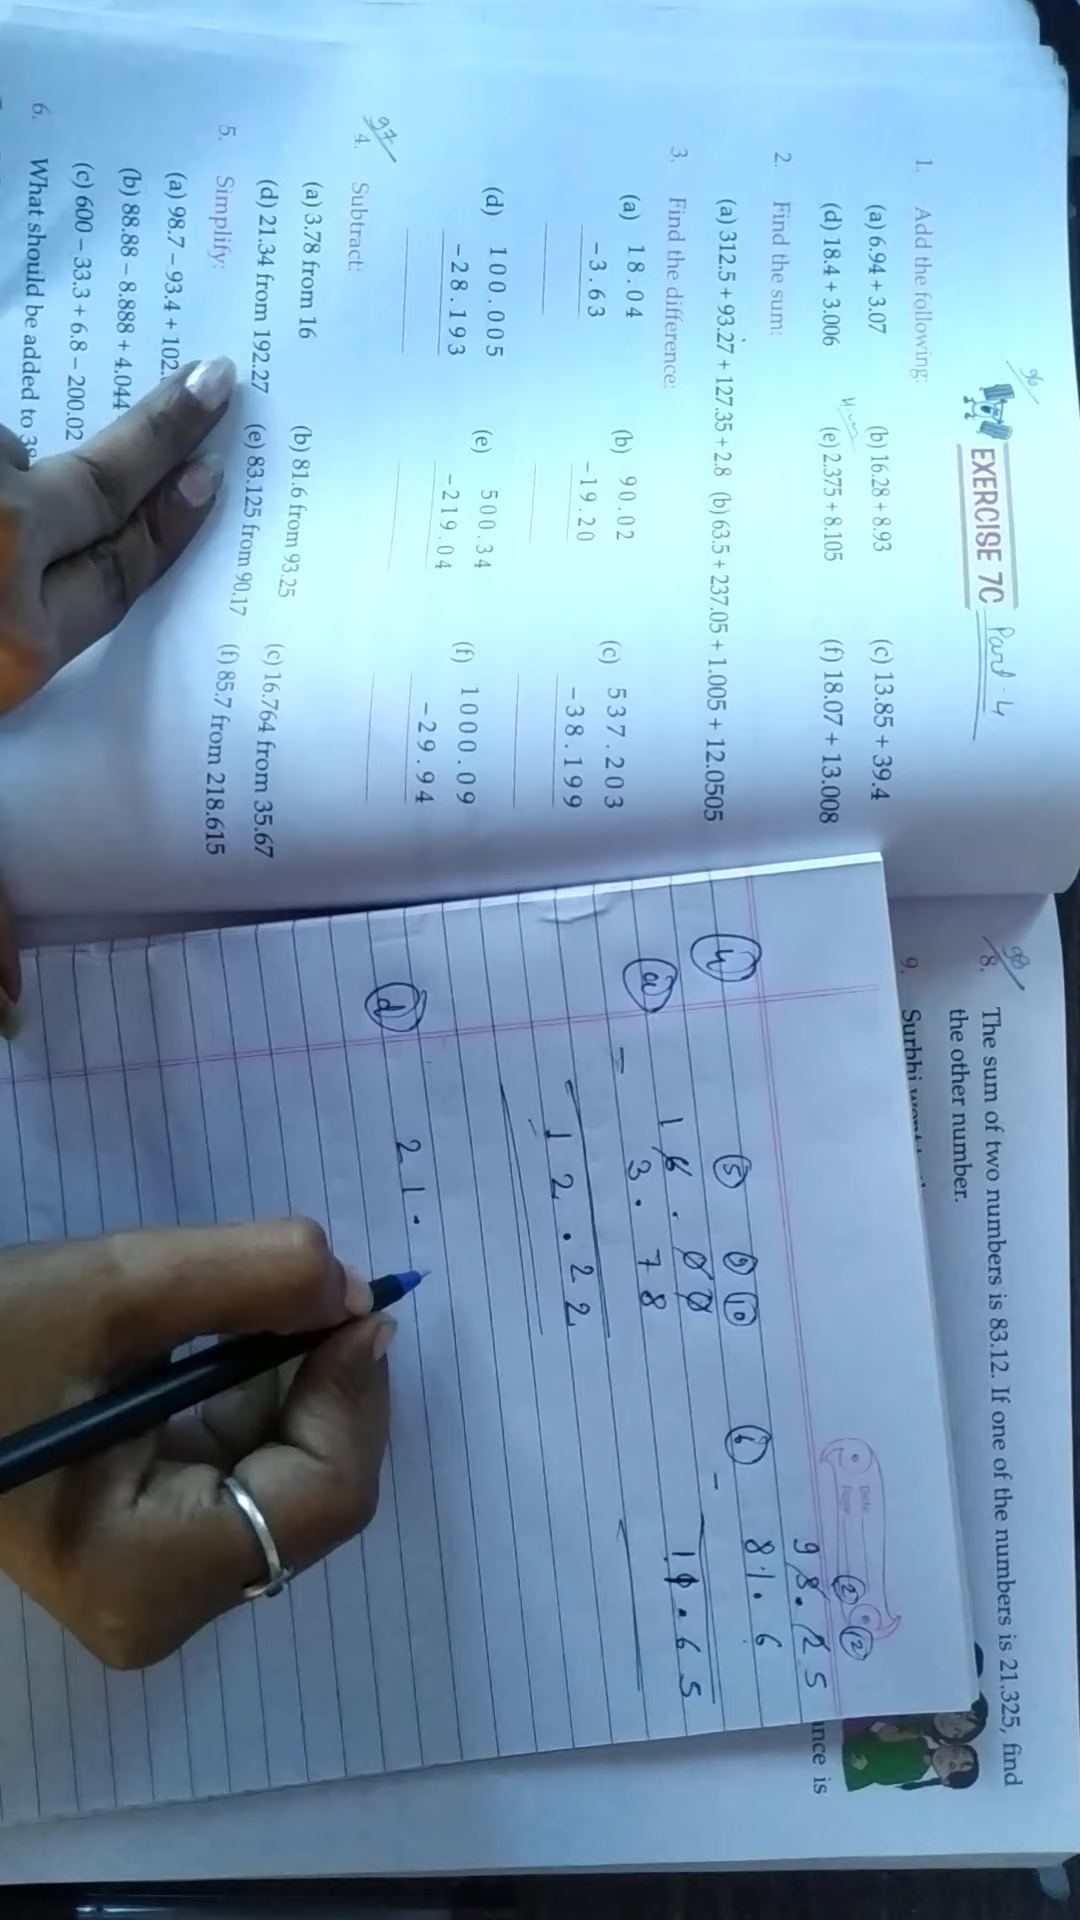 96
EXERCISE 7C Part-4
1. Add the following:
(a) 6.94 + 3.07 (b) 16.28 + 8.93 (c) 13.85 + 39.4
(d) 18.4 + 3.006 (e) 2.375 + 8.105 (f) 18.07 + 13.008
2. Find the sum:
(a) 312.5 + 93.27 + 127.35 + 2.8 (b) 63.5 + 237.05 + 1.005 + 12.0505
3. Find the difference:
(a) 18.04 (b) 90.02 (c) 537.203
-3.63 -19.20 -38.199
(d) 100.005 (e) 500.34 (f) 1000.09
-28.193 -219.04 -29.94
97
4. Subtract:
(a) 3.78 from 16 (b) 81.6 from 93.25 (c) 16.764 from 35.67
(d) 21.34 from 192.27 (e) 83.125 from 90.17 (f) 85.7 from 218.615
5. Simplify:
(a) 98.7 – 93.4 + 102.
(b) 88.88 – 8.888 + 4.044
(c) 600 – 33.3 + 6.8 – 200.02
6. What should be added to 38
98
8. The sum of two numbers is 83.12. If one of the numbers is 21.325, find
the other number.
9. Surbhi
nce is
Date
Page
2 12
93.25
4 5 9 10 b - 81.6
a 16.00 11.65
- 3.78
12.22
d 21.